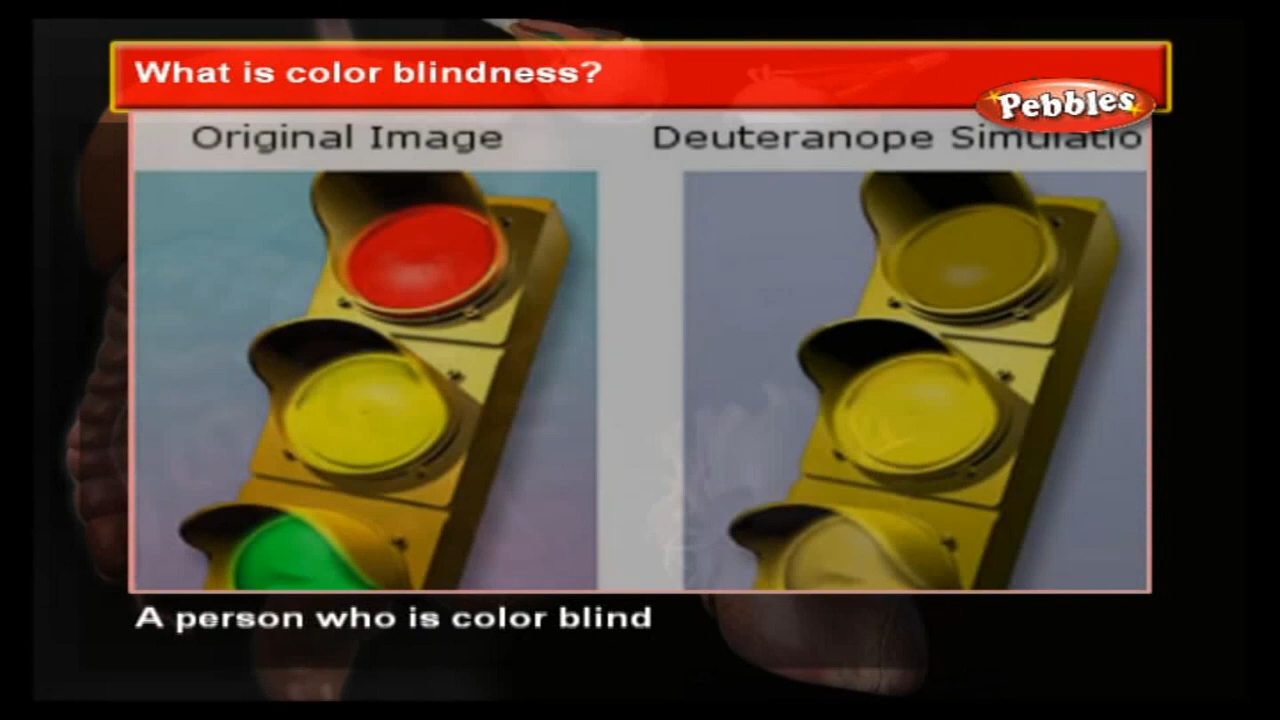 What is color blindness?
Pebbles
Original Image
Deuteranope Simulatio
A person who is color blind